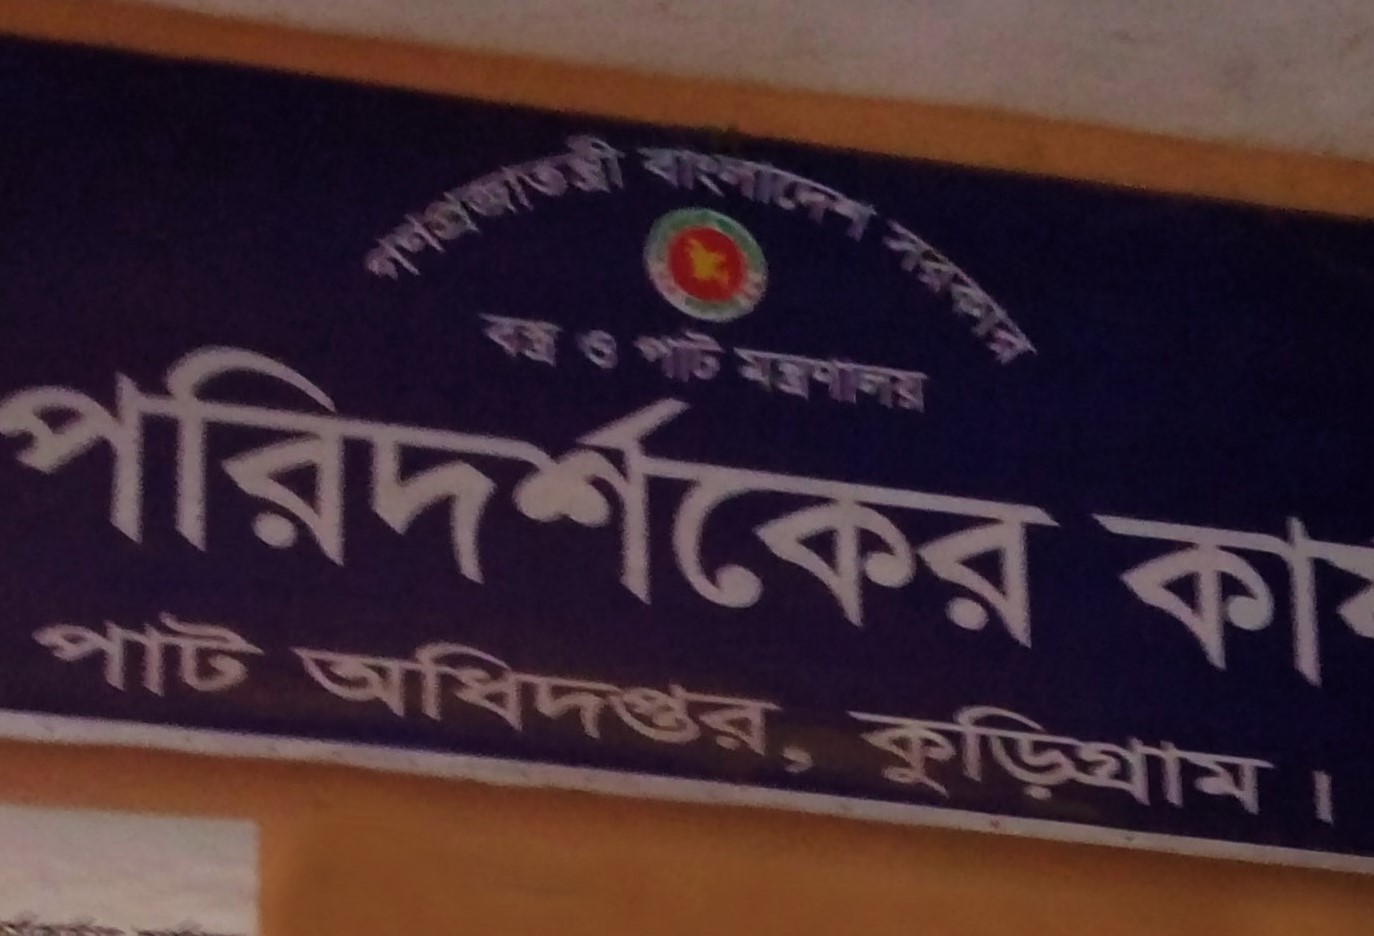 গণপ্রজাতন্ত্রী বাংলাদেশ সরকার
বস্ত্র ও পাট মন্ত্রণালয়
পরিদর্শকের
পাট অধিদপ্তর, কুড়িগ্রাম।